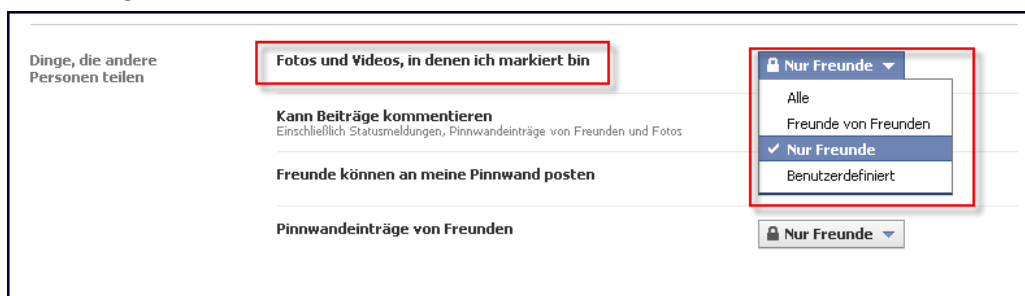 Dinge, die andere
Personen teilen
Fotos und Videos, in denen ich markiert bin
Nur Freunde
Alle
Freunde von Freunden
Nur Freunde
Benutzerdefiniert
Kann Beiträge kommentieren
Einschließlich Statusmeldungen, Pinnwandeinträge von Freunden und Fotos
Freunde können an meine Pinnwand posten
Pinnwandeinträge von Freunden
Nur Freunde